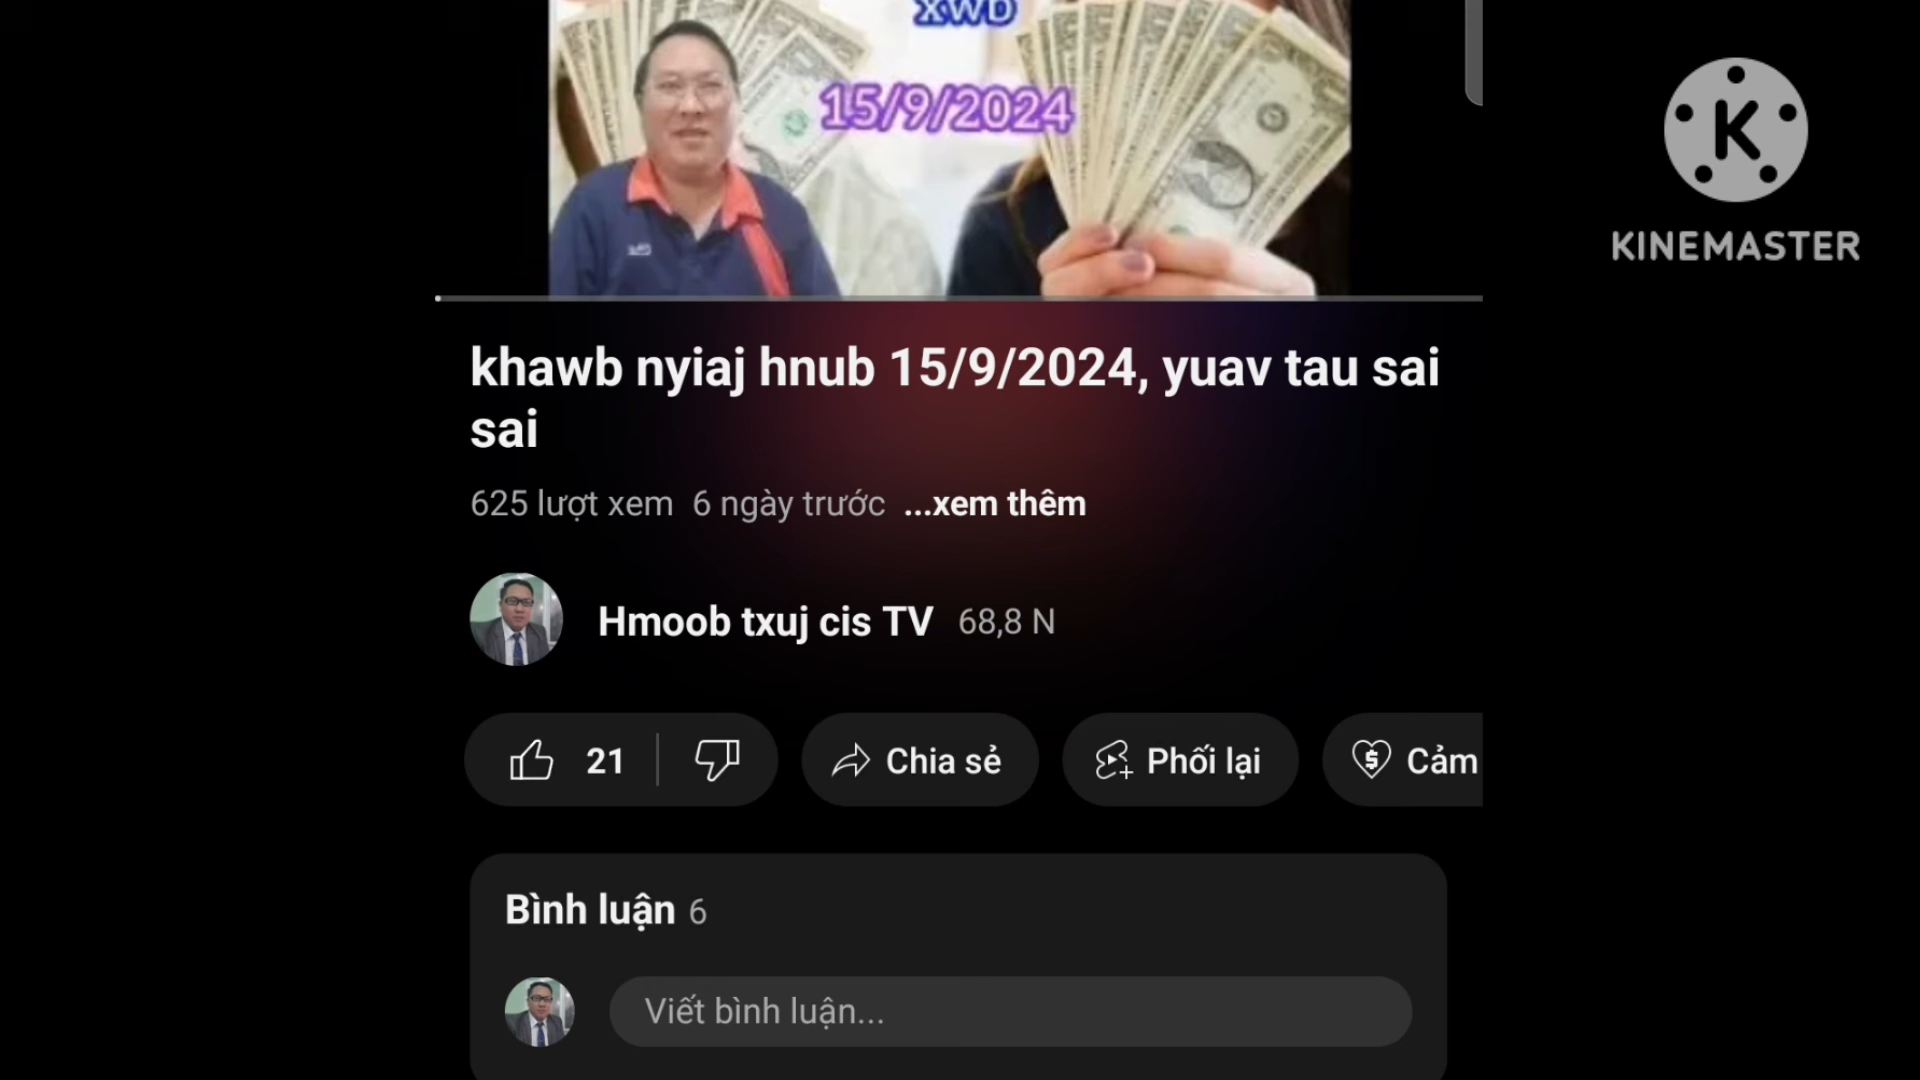 xwb
15/9/2024
KINEMASTER
khawb nyiaj hnub 15/9/2024, yuav tau sai
sai
625 lượt xem 6 ngày trước ...xem thêm
Hmoob txuj cis TV 68,8 N
21 Chia sẻ Phối lại Cảm
Bình luận 6
Viết bình luận...